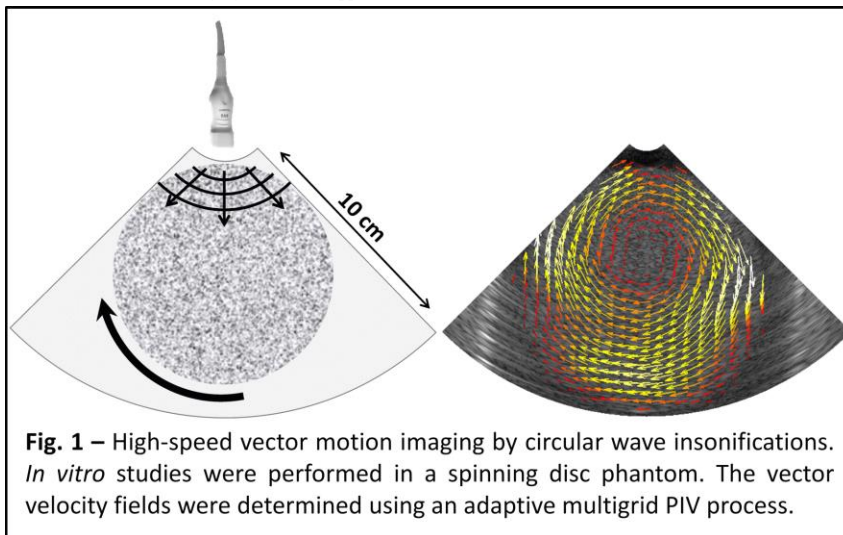 10 cm
Fig. 1 – High-speed vector motion imaging by circular wave insonifications.
In vitro studies were performed in a spinning disc phantom. The vector
velocity fields were determined using an adaptive multigrid PIV process.